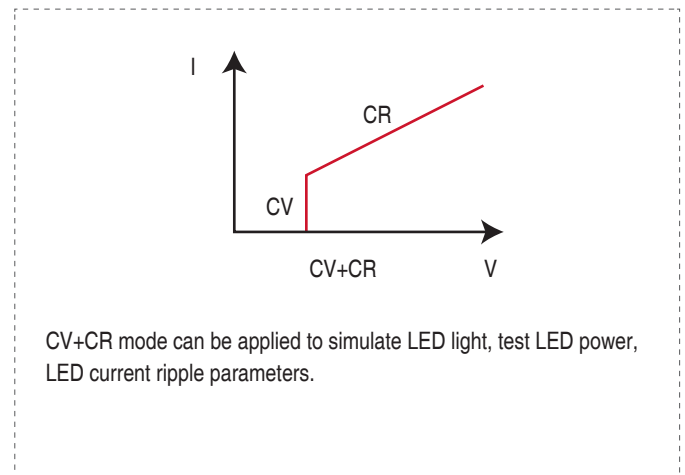 I
CR
CV
CV+CR
V
CV+CR mode can be applied to simulate LED light, test LED power,
LED current ripple parameters.